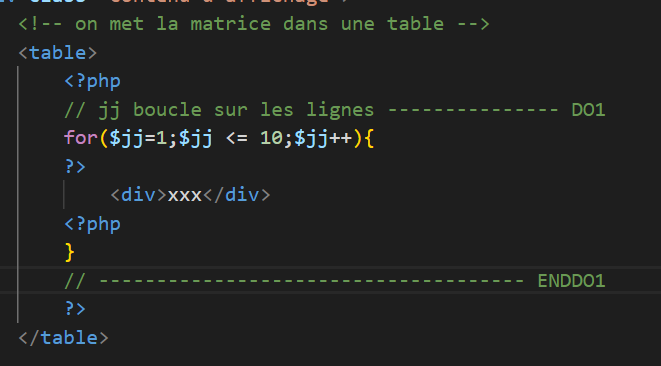 <!-- on met la matrice dans une table -->
<table>
<?php
// jj boucle sur les lignes --------------- DO1
for($jj=1;$jj <= 10;$jj++){
?>
<div>xxx</div>
<?php
}
// ------------------------------------- ENDDO1
?>
</table>